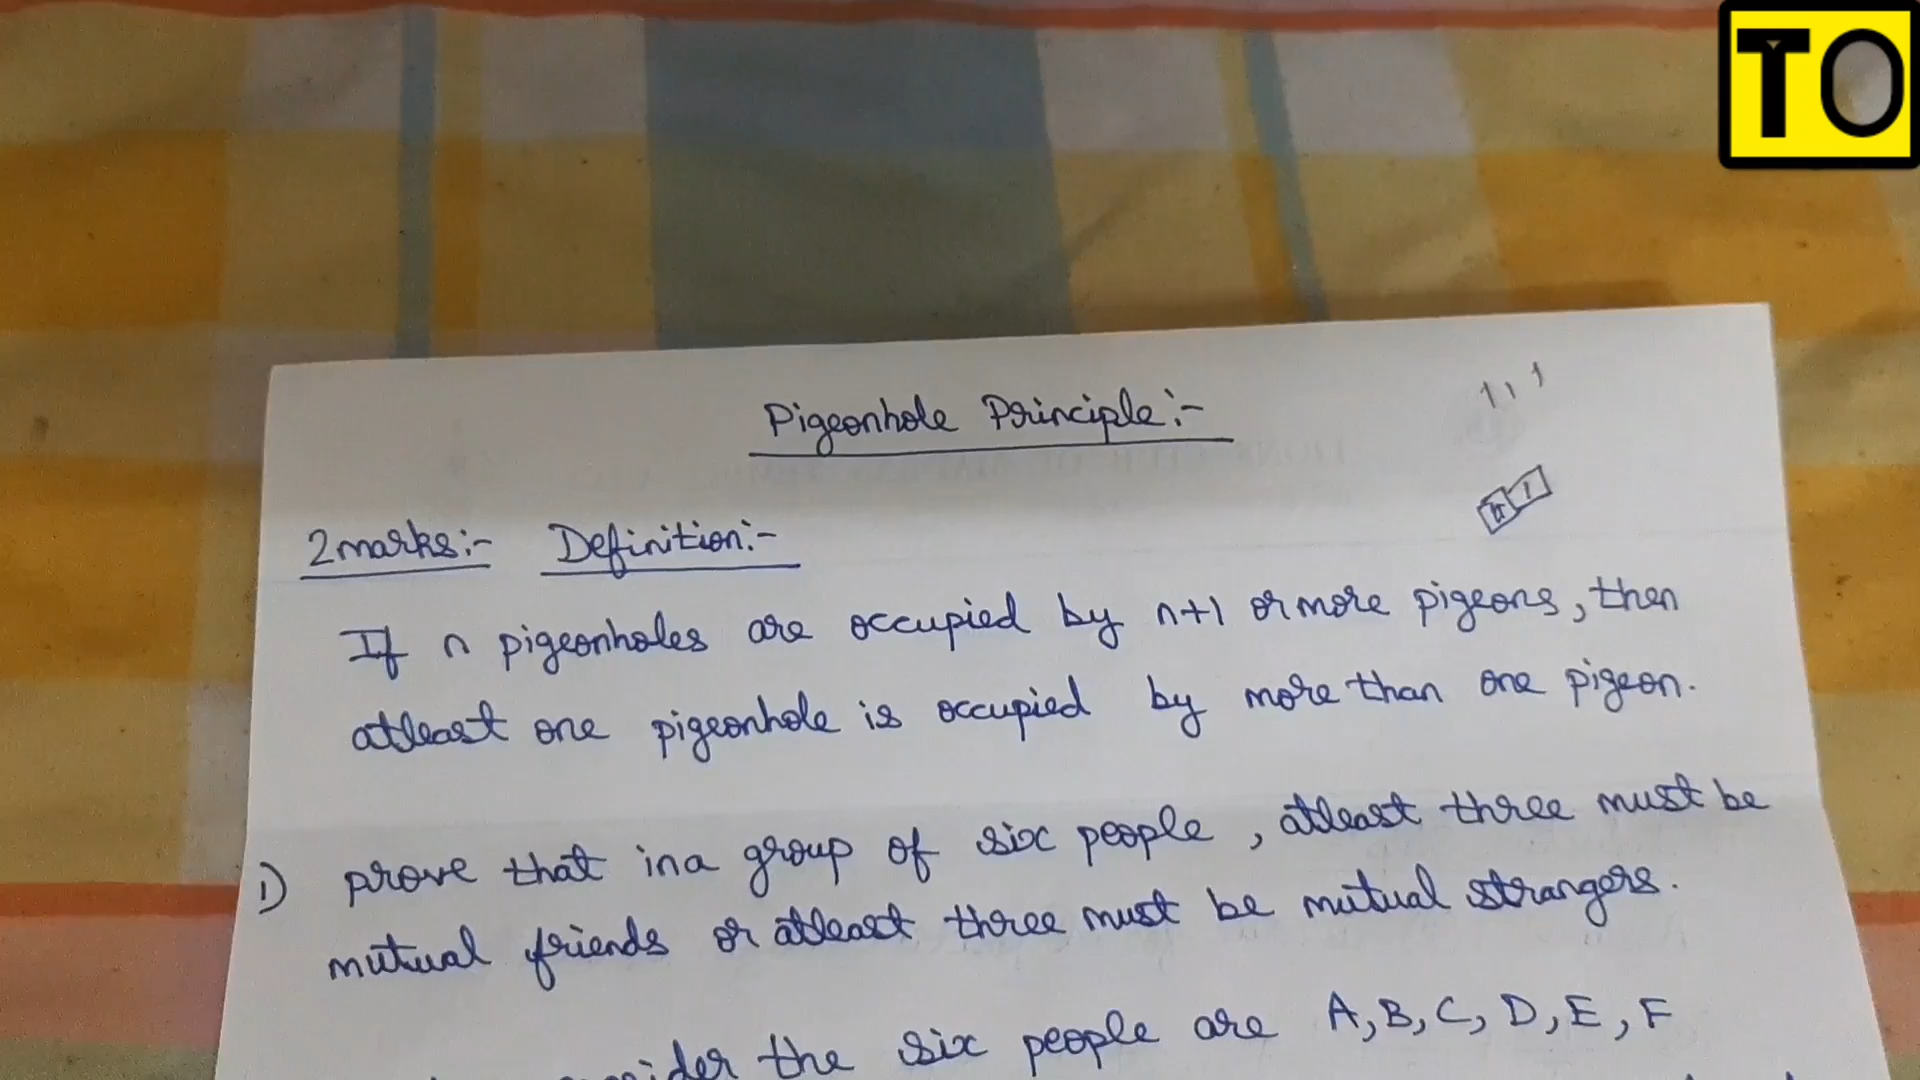 TO
Pigeonhole Principle:-
2marks:- Definition:-
If n pigeonholes are occupied by n+1 or more pigeons, then
atleast one pigeonhole is occupied by more than one pigeon.
1) prove that in a group of six people, atleast three must be
mutual friends or atleast three must be mutual strangers.
the six people are A, B, C, D, E, F